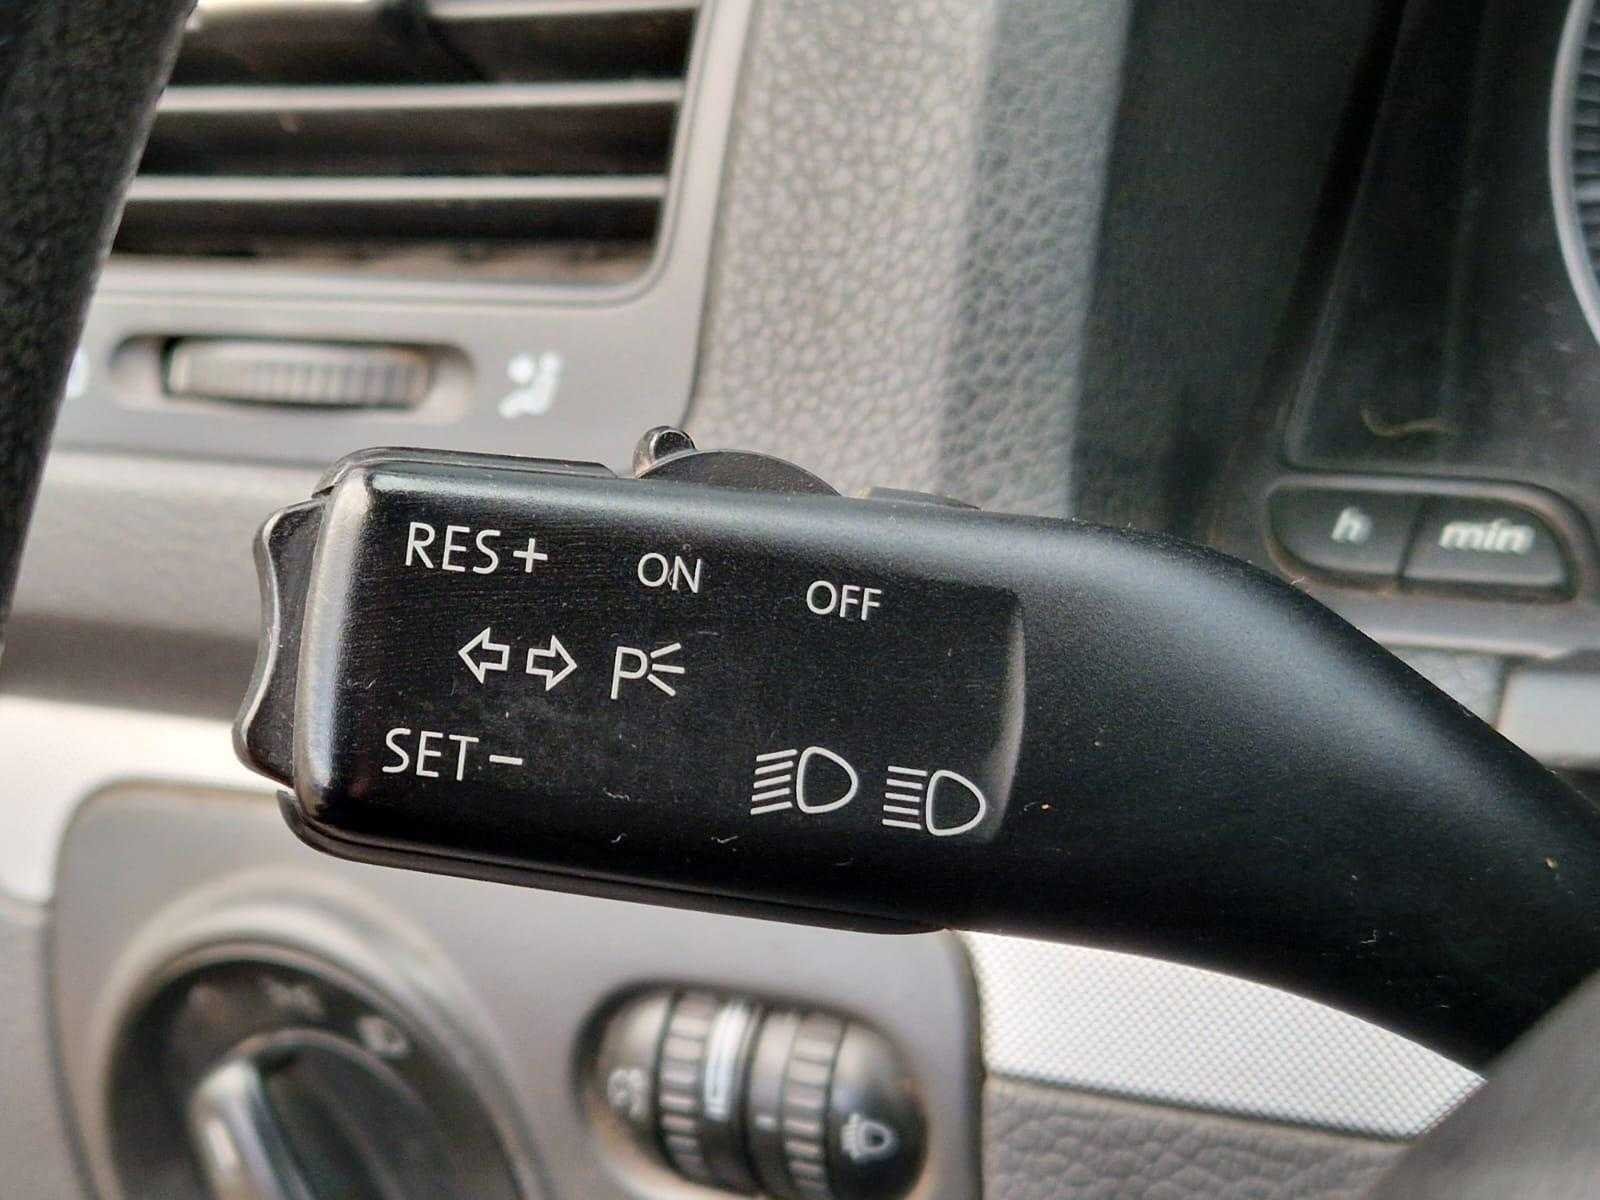 RES+ ON OFF
P
SET-
h min